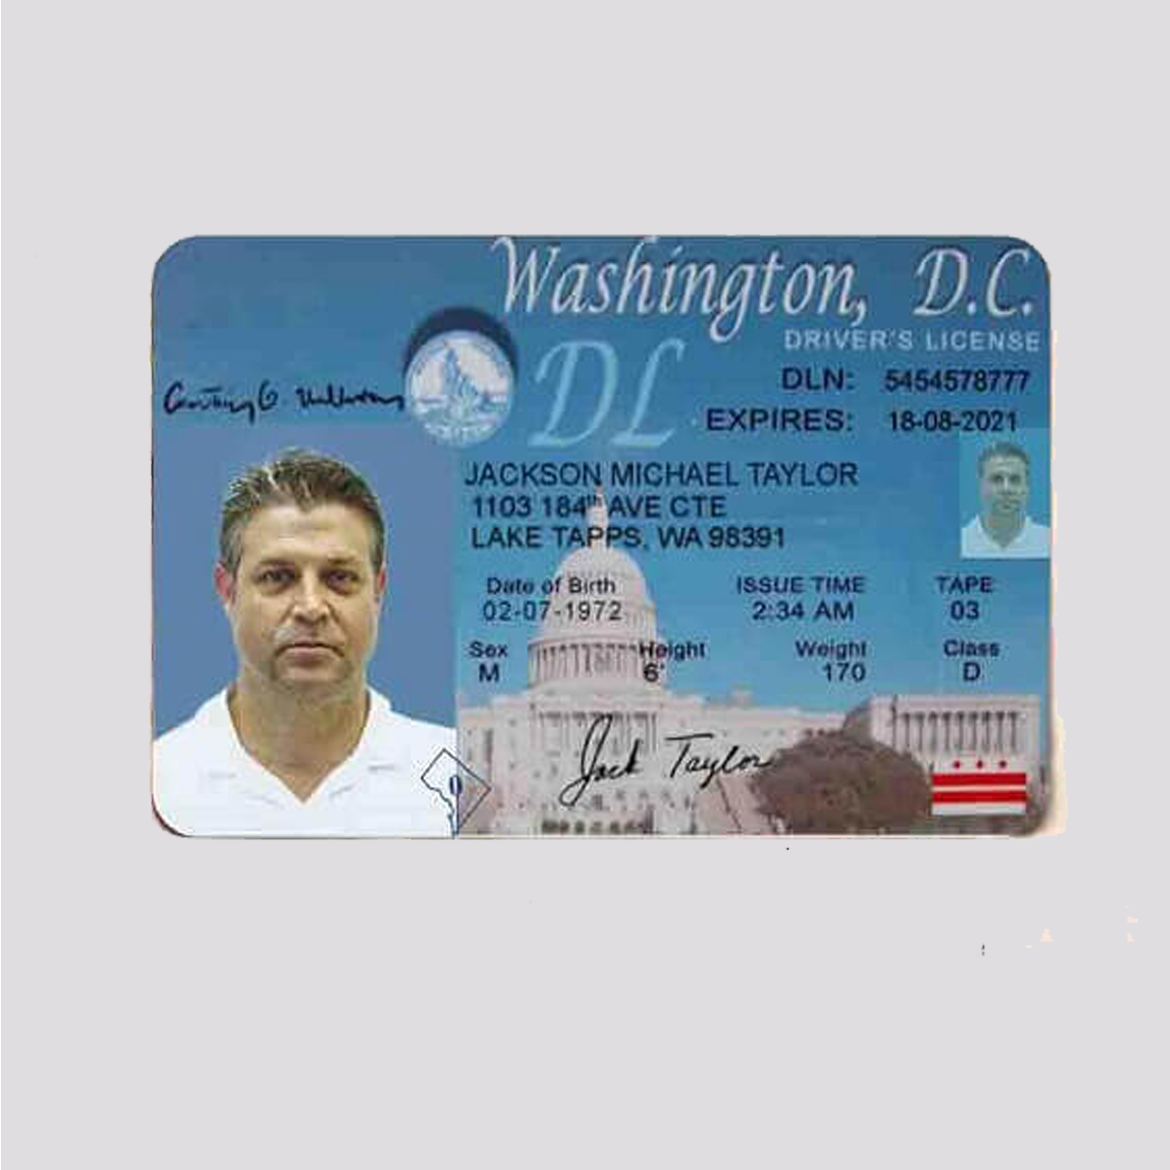 Washington, D.C.
DRIVER'S LICENSE
DL
DLN: 5454578777
EXPIRES: 18-08-2021
JACKSON MICHAEL TAYLOR
1103 184th AVE CTE
LAKE TAPPS, WA 98391
Date of Birth ISSUE TIME TAPE
02-07-1972 2:34 AM 03
Sex Height Weight Class
M 6' 170 D
Jack Taylor